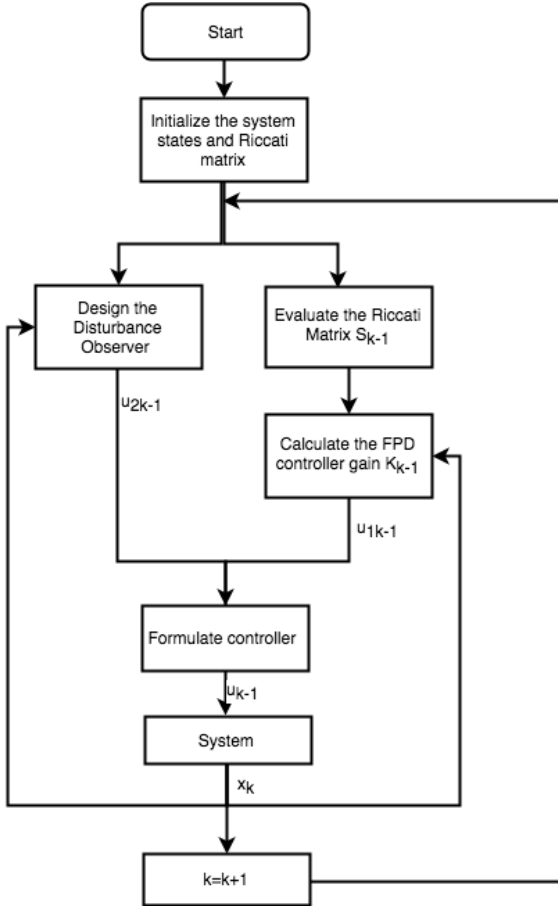 Start
Initialize the system
states and Riccati
matrix
Design the
Disturbance
Observer
Evaluate the Riccati
Matrix Sk-1
u2k-1
Calculate the FPD
controller gain Kk-1
u1k-1
Formulate controller
uk-1
System
xk
k=k+1